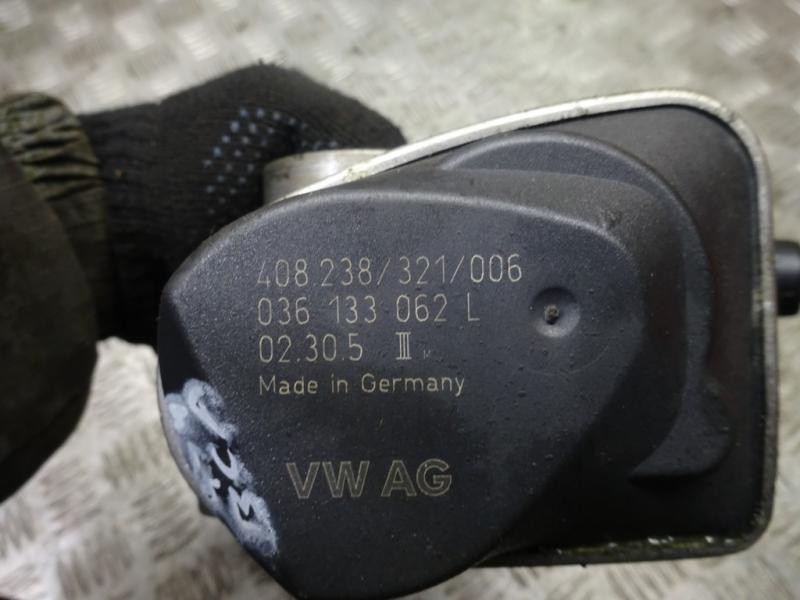 408 238/321/006
036 133 062 L
02.30.5 III M
Made in Germany
VW AG